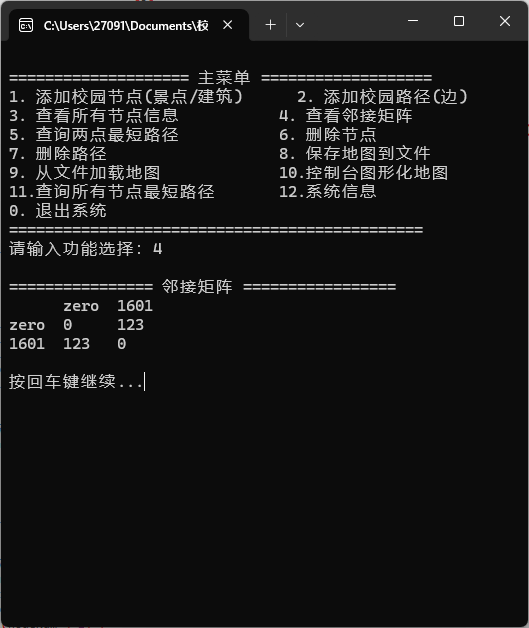 C:\Users\27091\Documents\校
==================== 主菜单 ===================
1. 添加校园节点(景点/建筑) 2. 添加校园路径(边)
3. 查看所有节点信息 4. 查看邻接矩阵
5. 查询两点最短路径 6. 删除节点
7. 删除路径 8. 保存地图到文件
9. 从文件加载地图 10.控制台图形化地图
11.查询所有节点最短路径 12.系统信息
0. 退出系统
==============================================
请输入功能选择: 4
================ 邻接矩阵 =================
zero 1601
zero 0 123
1601 123 0
按回车键继续...